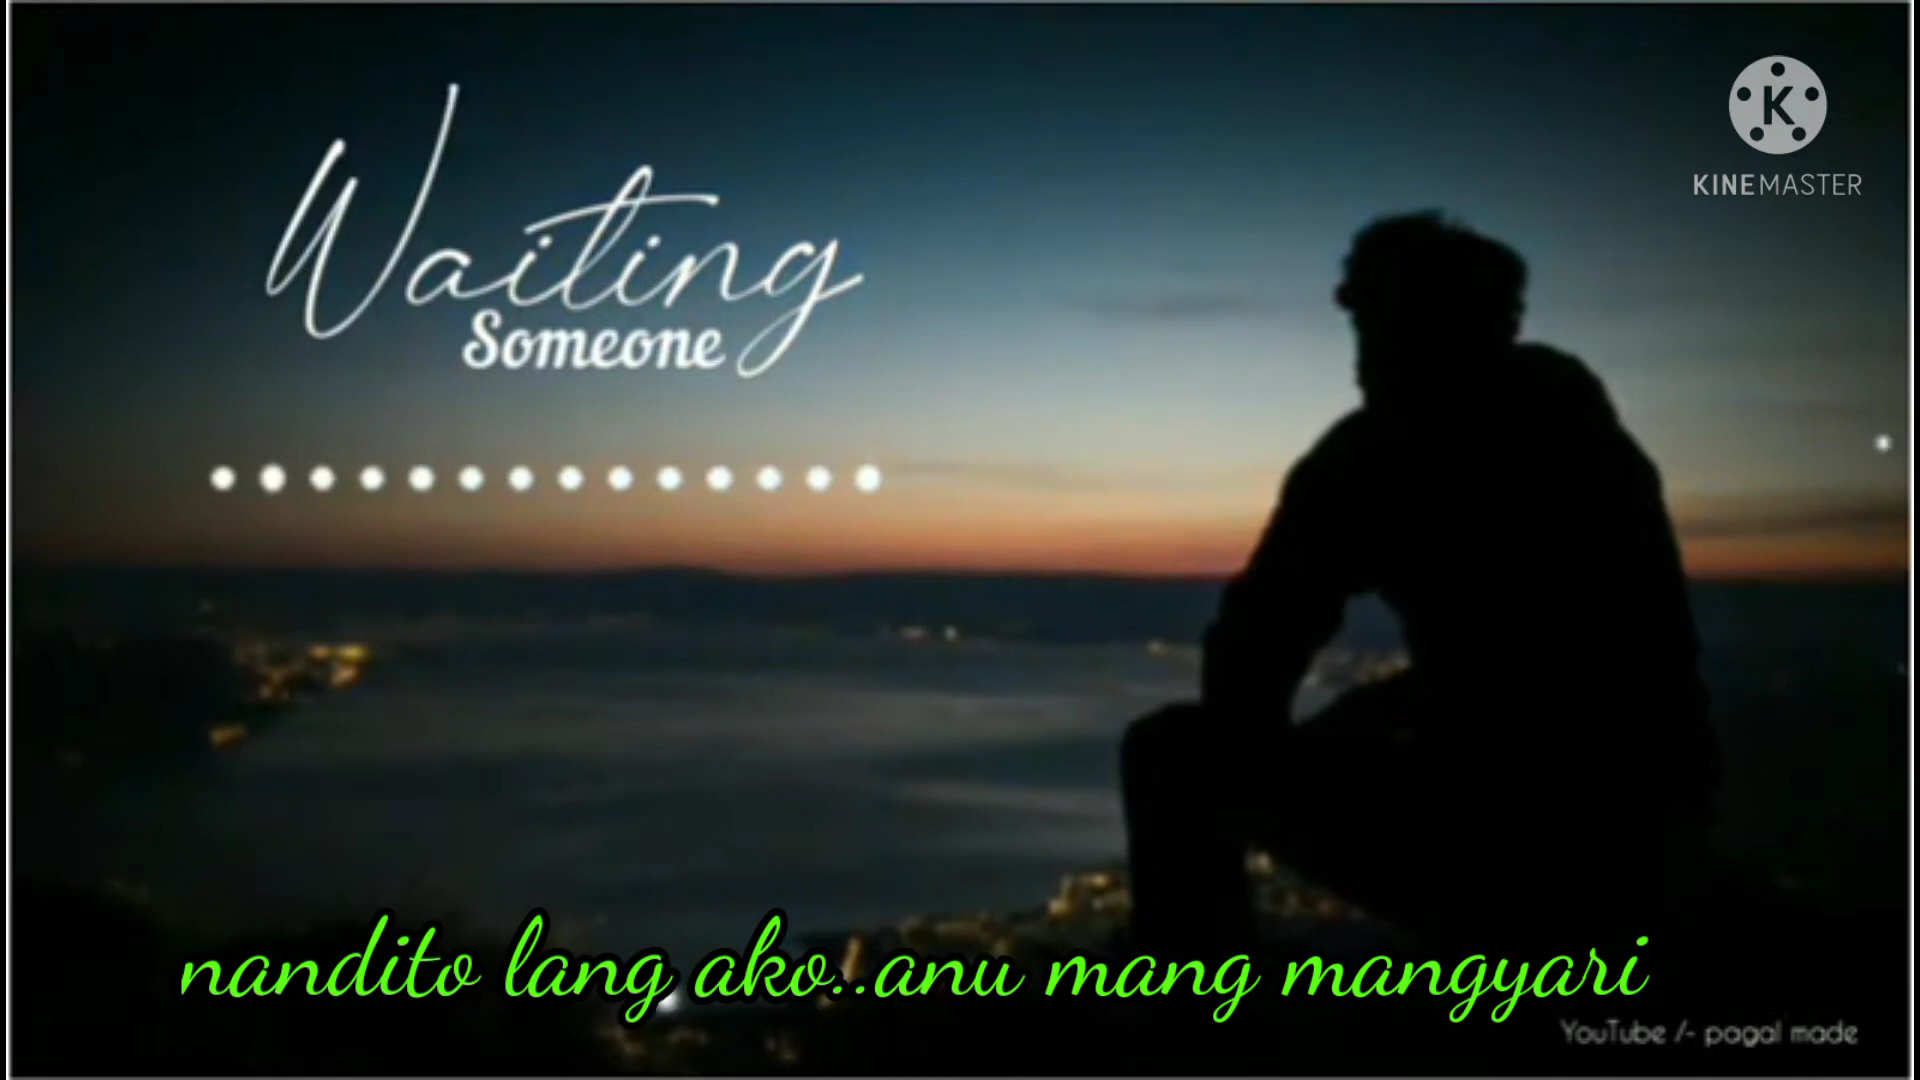 Waiting
Someone
K
KINEMASTER
nandito lang ako..anu mang mangyari
YouTube /- pagal made